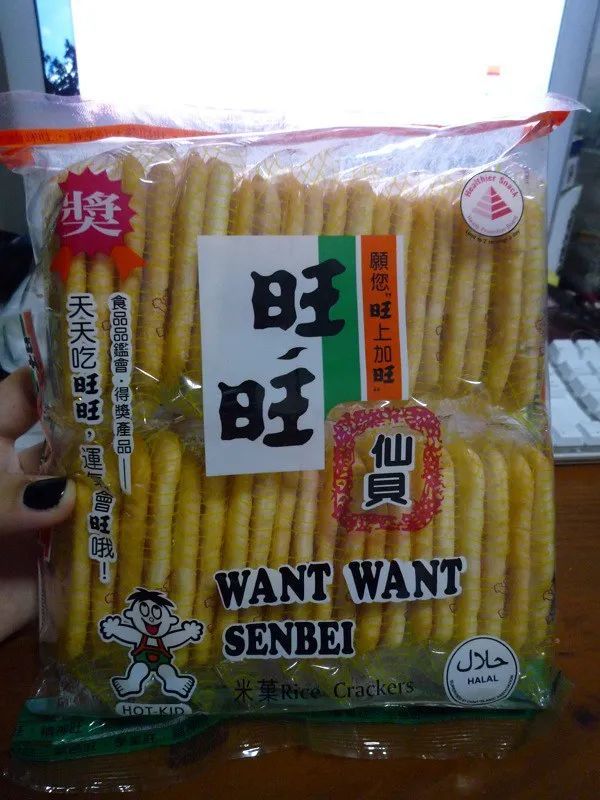 獎
Healthier Snack
旺旺
願您"旺上加旺"
食品品鑑會，得獎產品——
天天吃旺旺，運氣會旺哦！
仙貝
WANT WANT
SENBEI
米菓Rice Crackers
HOT-KID
حلال
HALAL